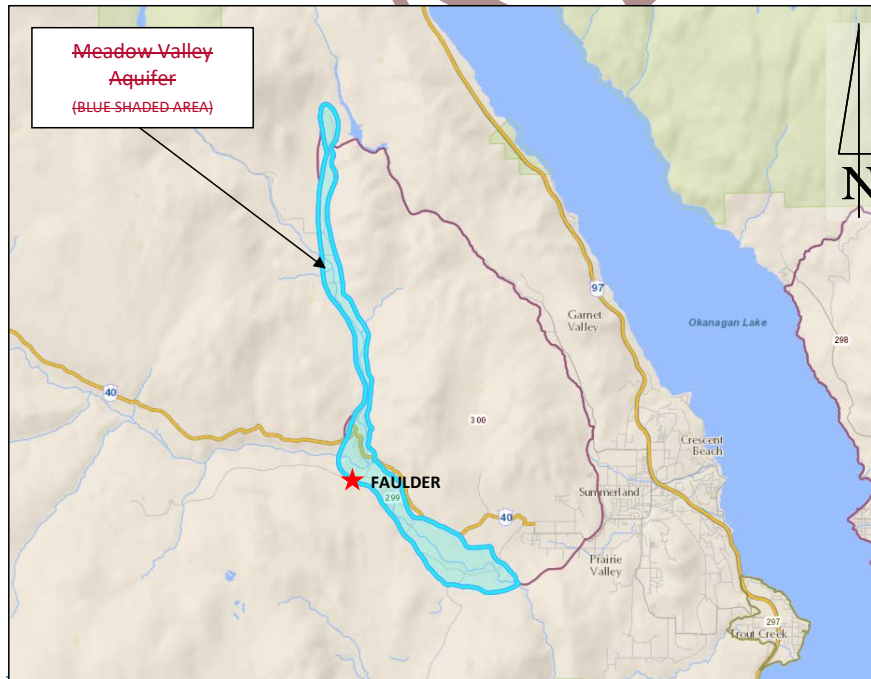 Meadow Valley
Aquifer
(BLUE SHADED AREA)
N
97
Garnet
Valley
Okanagan Lake
298
40
300
Crescent
Beach
FAULDER
299
Summerland
40
Prairie
Valley
297
Trout Creek